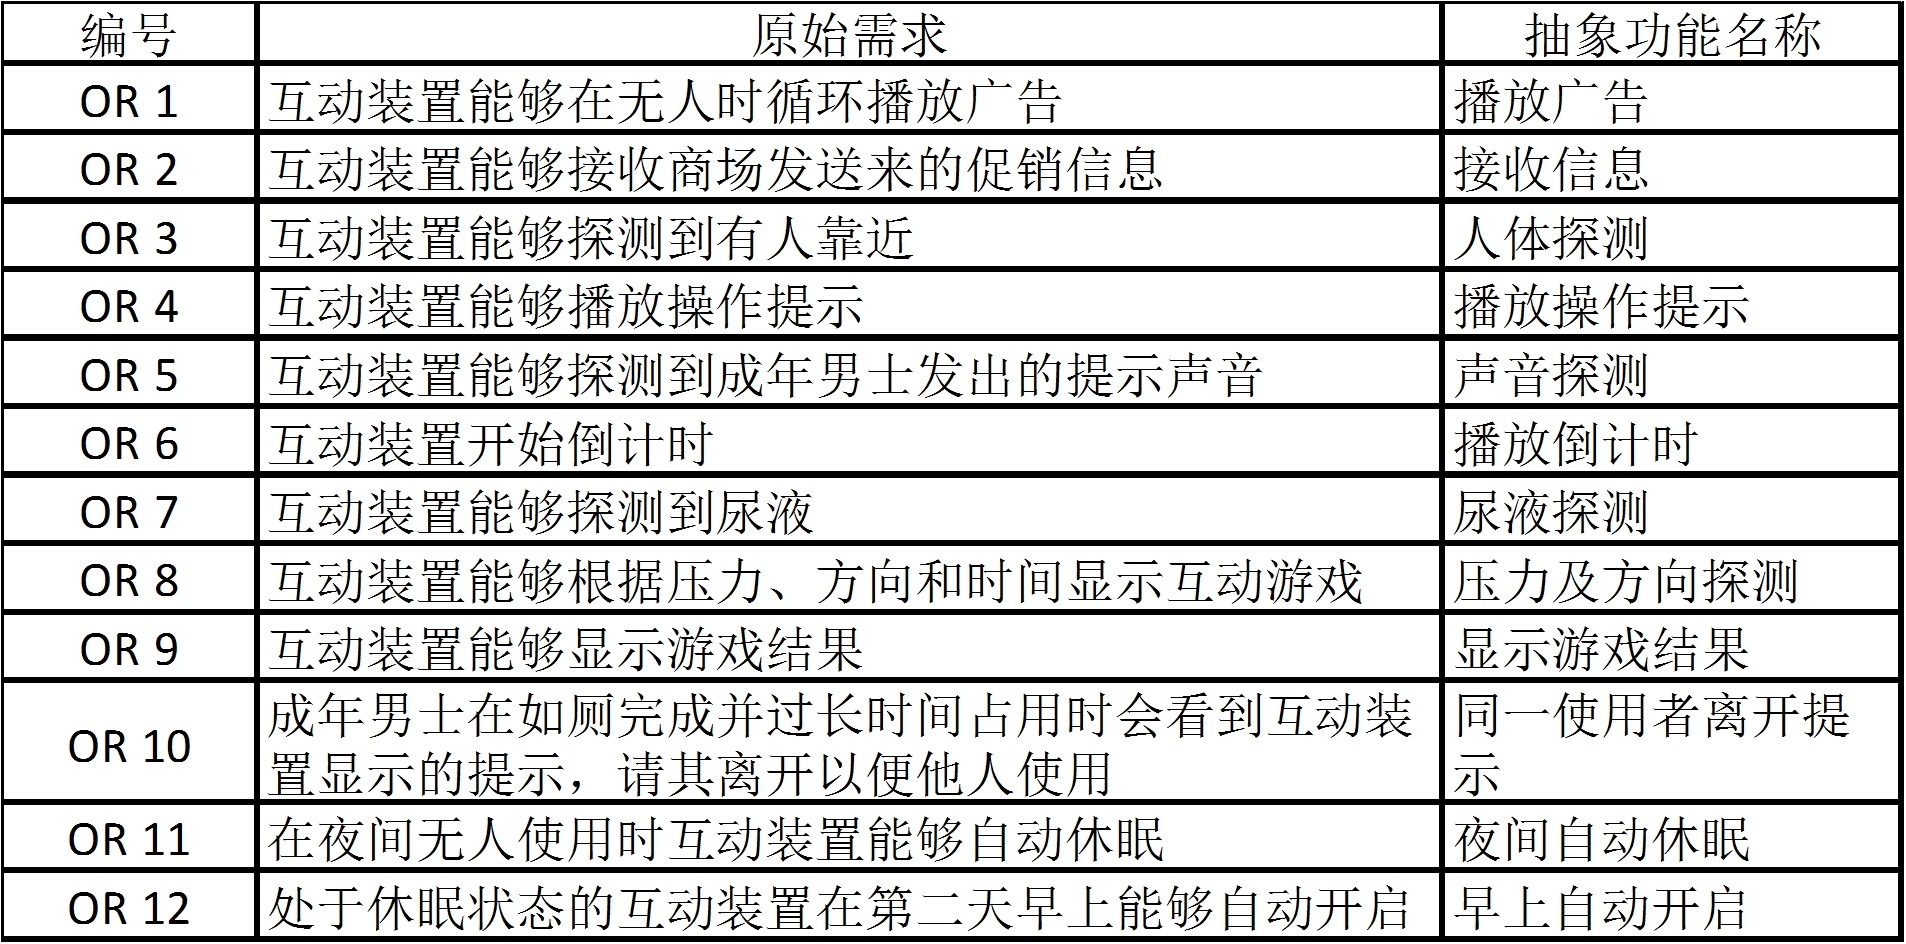 编号 原始需求 抽象功能名称
OR 1 互动装置能够在无人时循环播放广告 播放广告
OR 2 互动装置能够接收商场发送来的促销信息 接收信息
OR 3 互动装置能够探测到有人靠近 人体探测
OR 4 互动装置能够播放操作提示 播放操作提示
OR 5 互动装置能够探测到成年男士发出的提示声音 声音探测
OR 6 互动装置开始倒计时 播放倒计时
OR 7 互动装置能够探测到尿液 尿液探测
OR 8 互动装置能够根据压力、方向和时间显示互动游戏 压力及方向探测
OR 9 互动装置能够显示游戏结果 显示游戏结果
OR 10 成年男士在如厕完成并过长时间占用时会看到互动装 同一使用者离开提
置显示的提示，请其离开以便他人使用 示
OR 11 在夜间无人使用时互动装置能够自动休眠 夜间自动休眠
OR 12 处于休眠状态的互动装置在第二天早上能够自动开启 早上自动开启